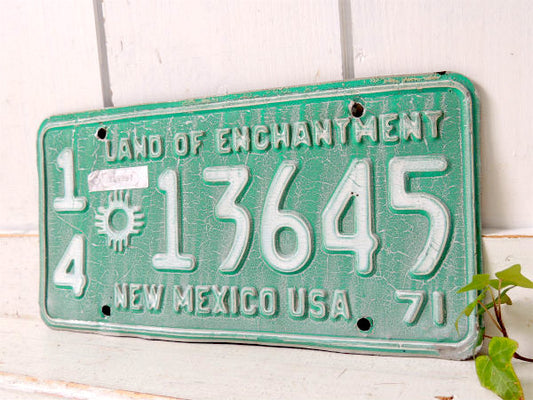 LAND OF ENCHANTMENT
1 13645
4
NEW MEXICO USA 71